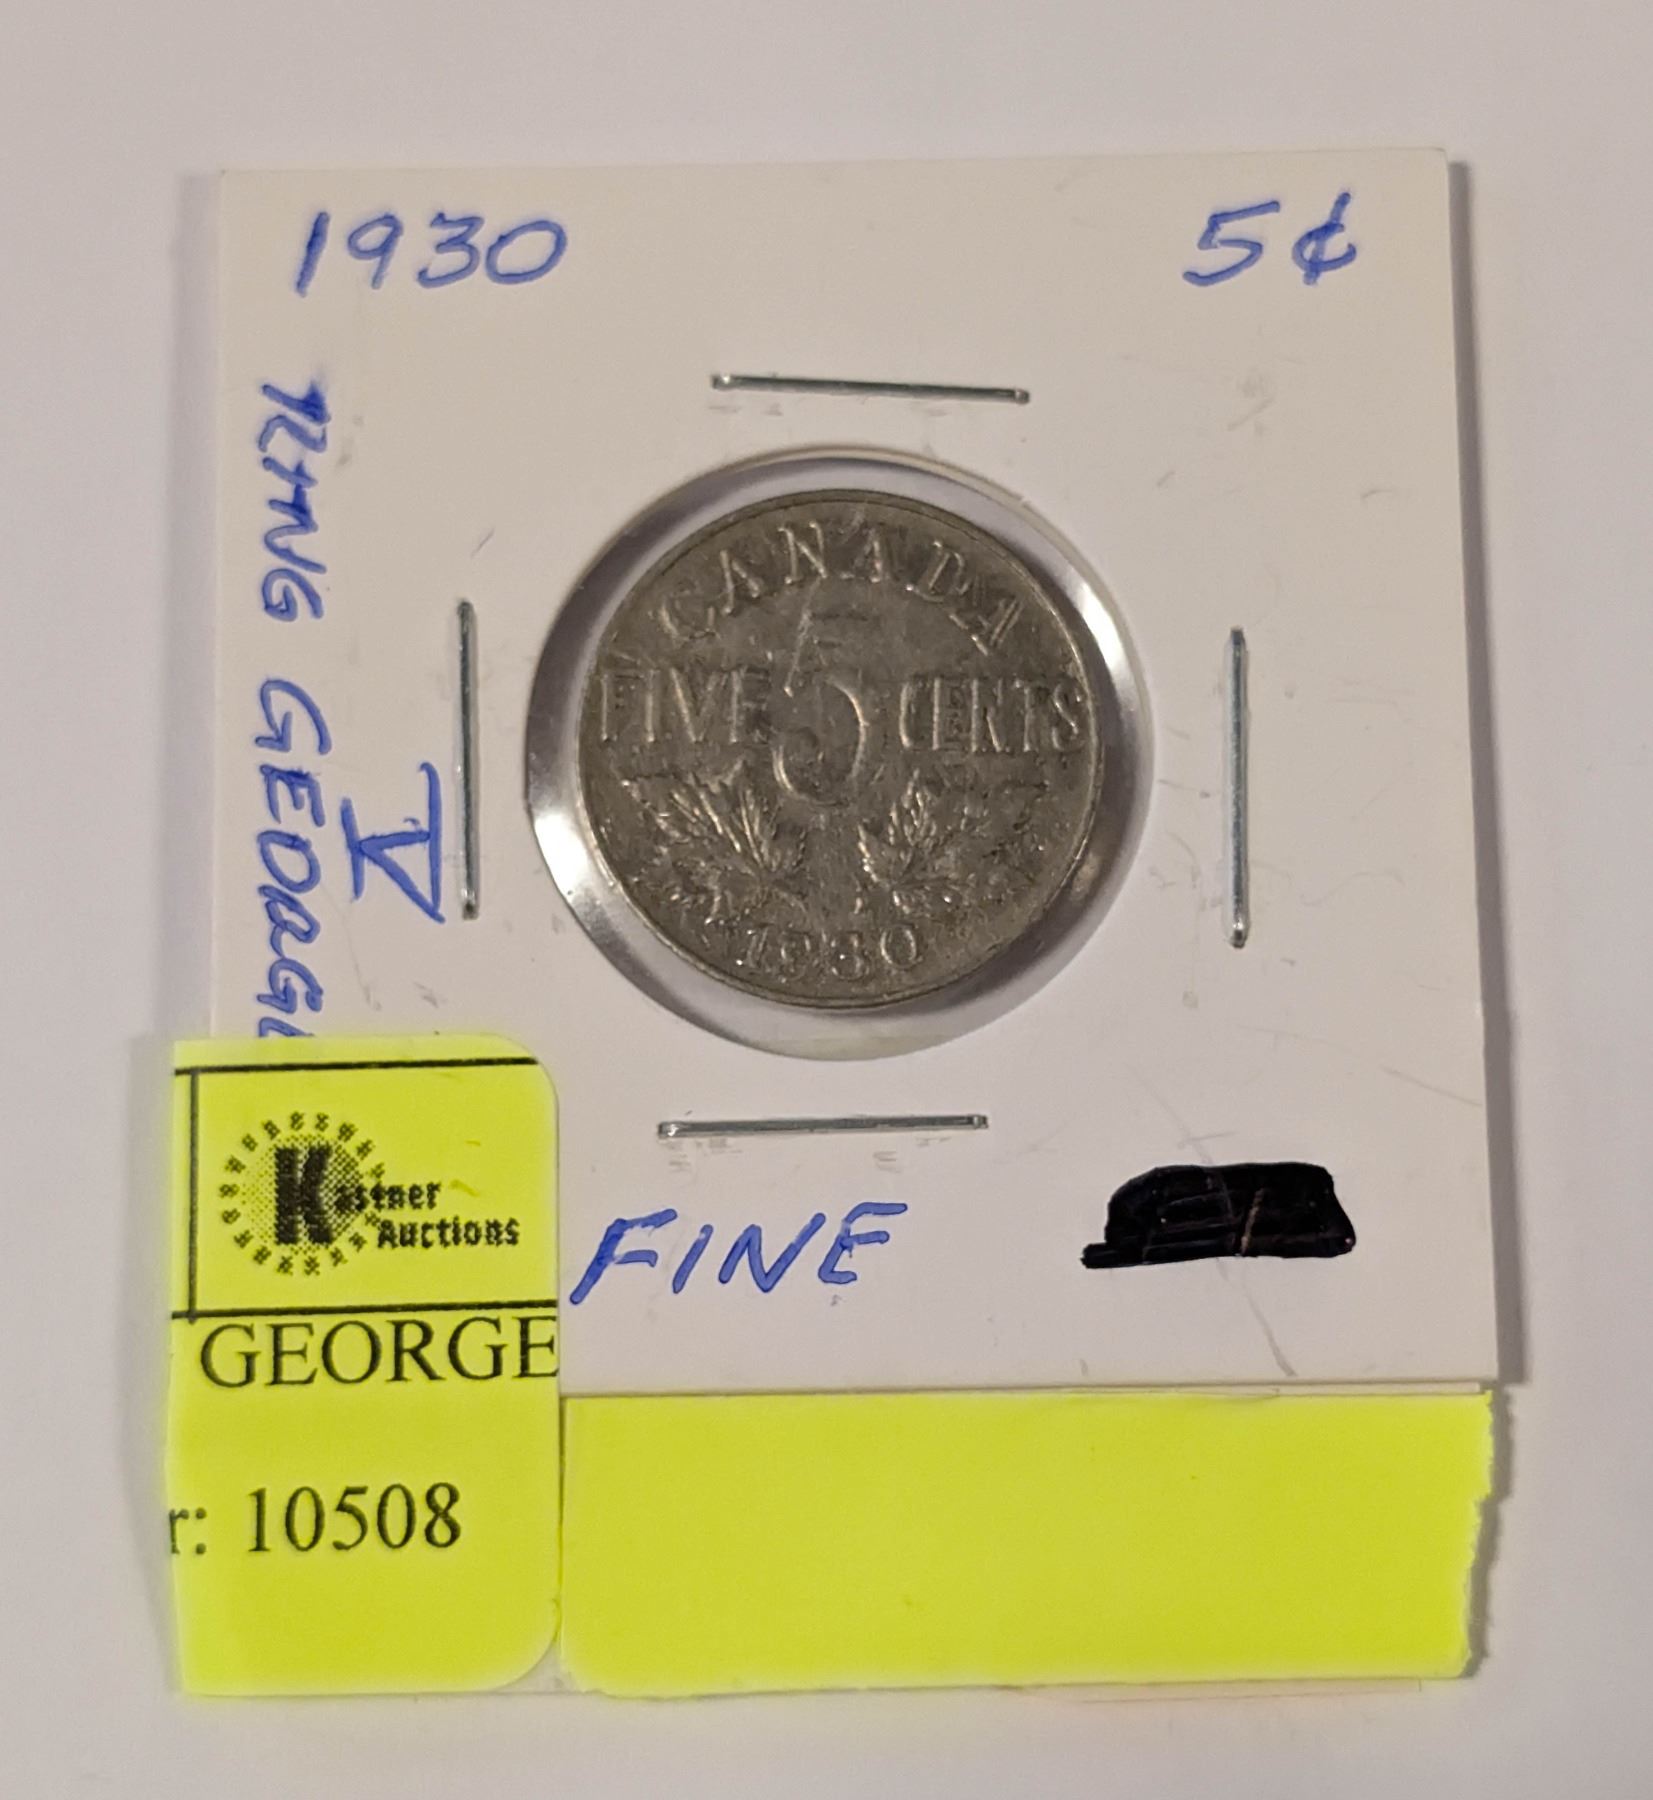 1930
5¢
KING GEORGE
V
CANADA
5
FIVE CENTS
1930
Kastner
Auctions
FINE
GEORGE
r: 10508